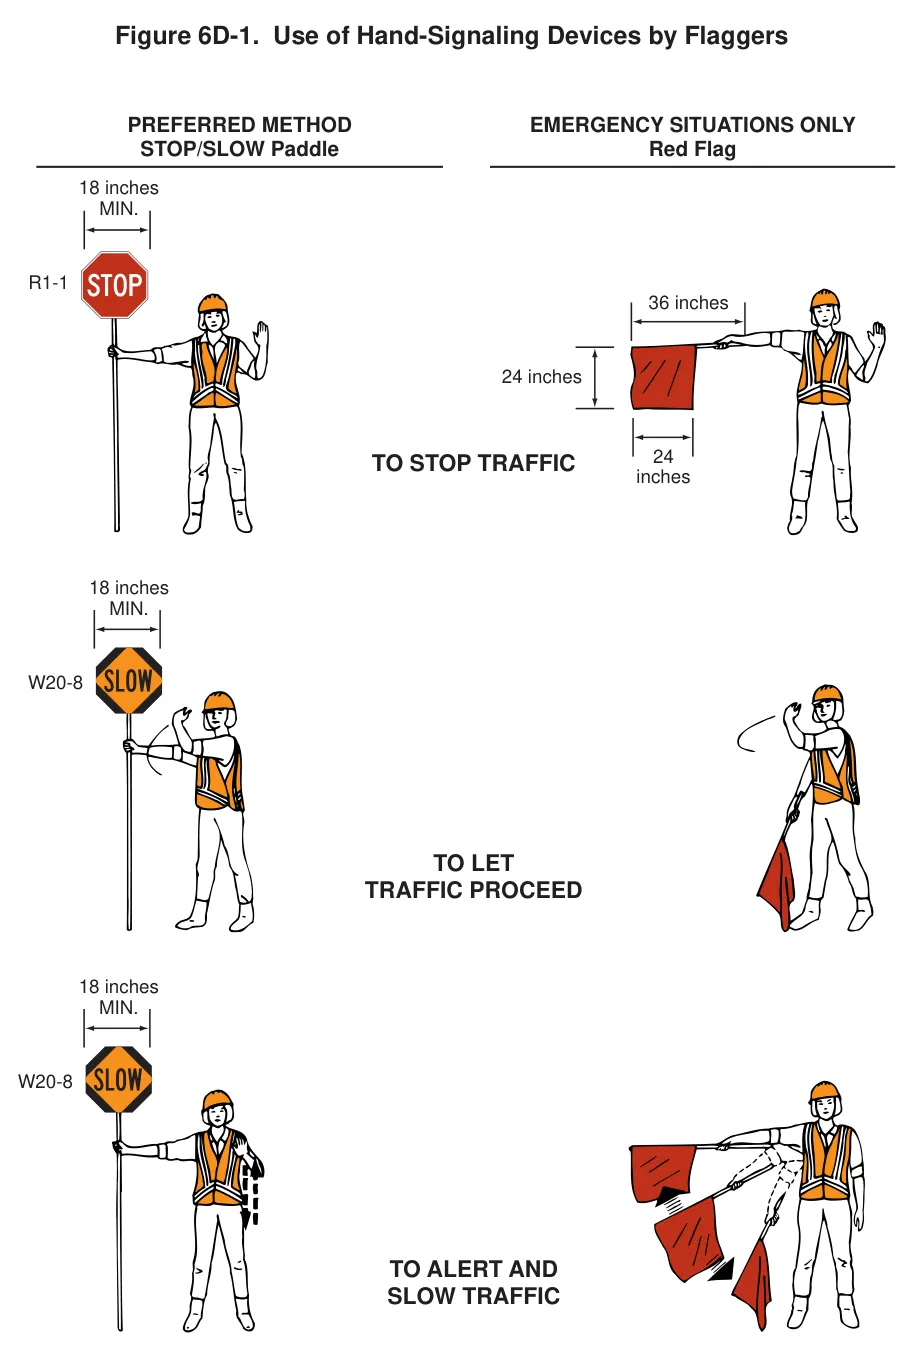 Figure 6D-1. Use of Hand-Signaling Devices by Flaggers
PREFERRED METHOD
STOP/SLOW Paddle
EMERGENCY SITUATIONS ONLY
Red Flag
18 inches
MIN.
R1-1
STOP
36 inches
24 inches
24
inches
TO STOP TRAFFIC
18 inches
MIN.
W20-8
SLOW
TO LET
TRAFFIC PROCEED
18 inches
MIN.
W20-8
SLOW
TO ALERT AND
SLOW TRAFFIC